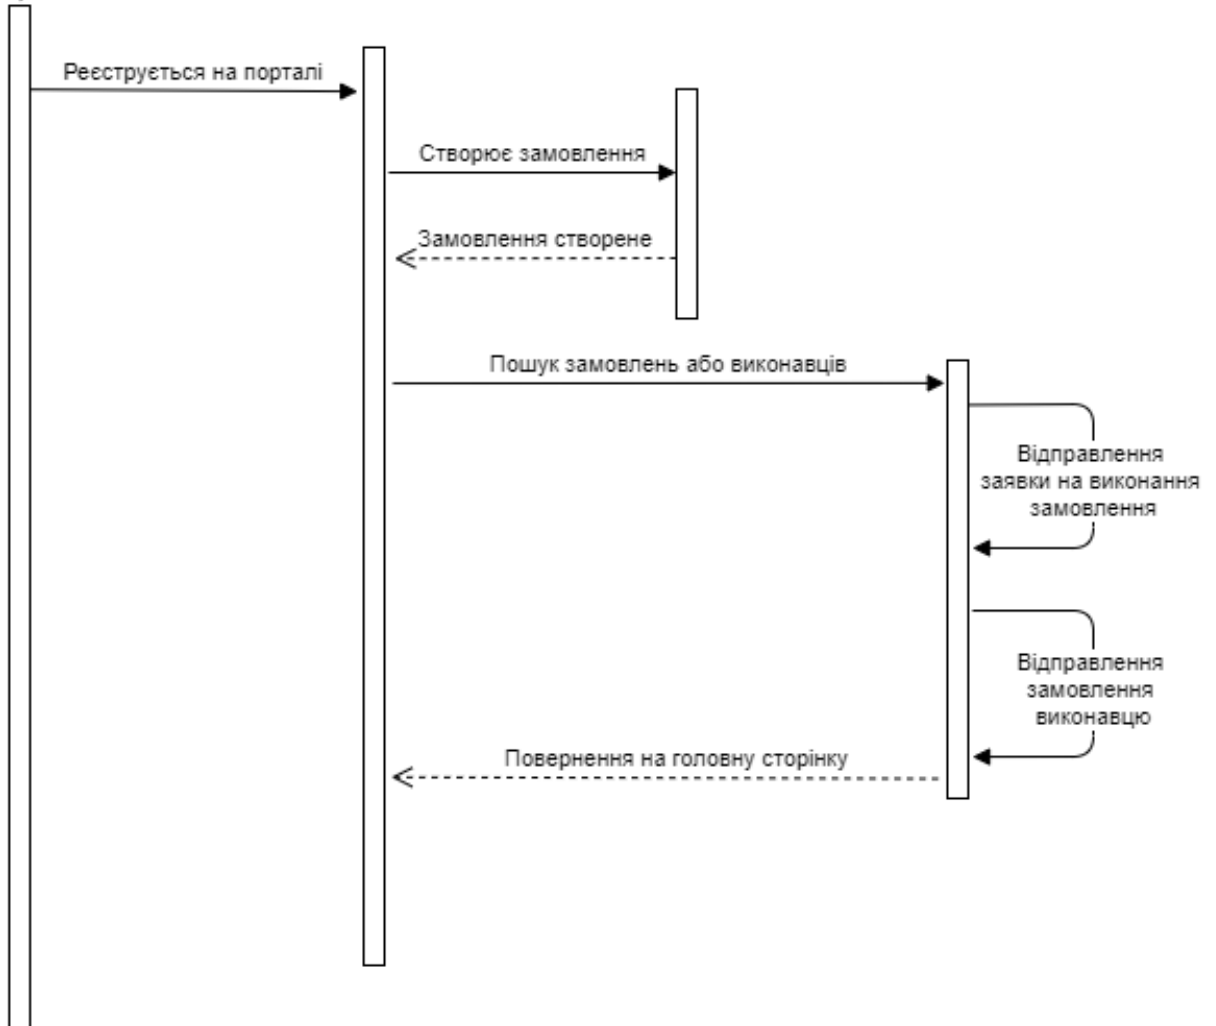 Реєструється на порталі
Створює замовлення
Замовлення створене
Пошук замовлень або виконавців
Відправлення
заявки на виконання
замовлення
Відправлення
замовлення
виконавцю
Повернення на головну сторінку